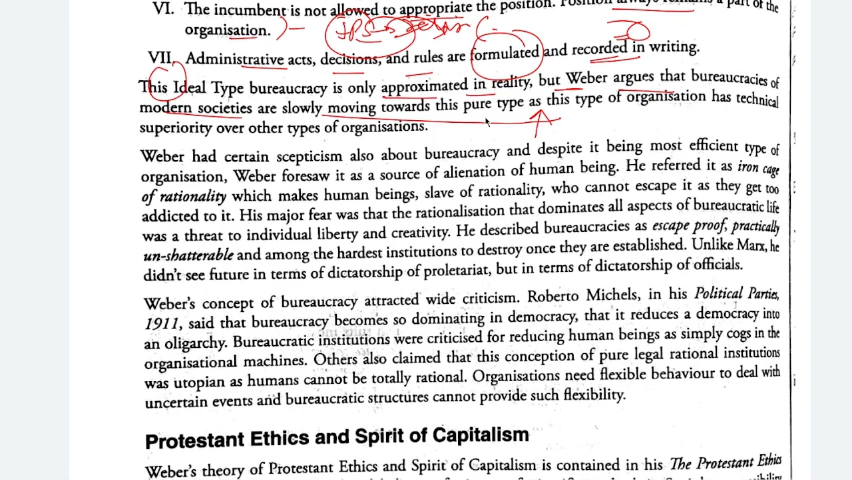 VI. The incumbent is not allowed to appropriate the position. Position always remains a part of the
organisation.
VII. Administrative acts, decisions, and rules are formulated and recorded in writing.
This Ideal Type bureaucracy is only approximated in reality, but Weber argues that bureaucracies of
modern societies are slowly moving towards this pure type as this type of organisation has technical
superiority over other types of organisations.
Weber had certain scepticism also about bureaucracy and despite it being most efficient type of
organisation, Weber foresaw it as a source of alienation of human being. He referred it as iron cage
of rationality which makes human beings, slave of rationality, who cannot escape it as they get too
addicted to it. His major fear was that the rationalisation that dominates all aspects of bureaucratic life
was a threat to individual liberty and creativity. He described bureaucracies as escape proof, practically
un-shatterable and among the hardest institutions to destroy once they are established. Unlike Marx, he
didn't see future in terms of dictatorship of proletariat, but in terms of dictatorship of officials.
Weber's concept of bureaucracy attracted wide criticism. Roberto Michels, in his Political Parties,
1911, said that bureaucracy becomes so dominating in democracy, that it reduces a democracy into
an oligarchy. Bureaucratic institutions were criticised for reducing human beings as simply cogs in the
organisational machines. Others also claimed that this conception of pure legal rational institutions
was utopian as humans cannot be totally rational. Organisations need flexible behaviour to deal with
uncertain events and bureaucratic structures cannot provide such flexibility.
Protestant Ethics and Spirit of Capitalism
Weber's theory of Protestant Ethics and Spirit of Capitalism is contained in his The Protestant Ethics